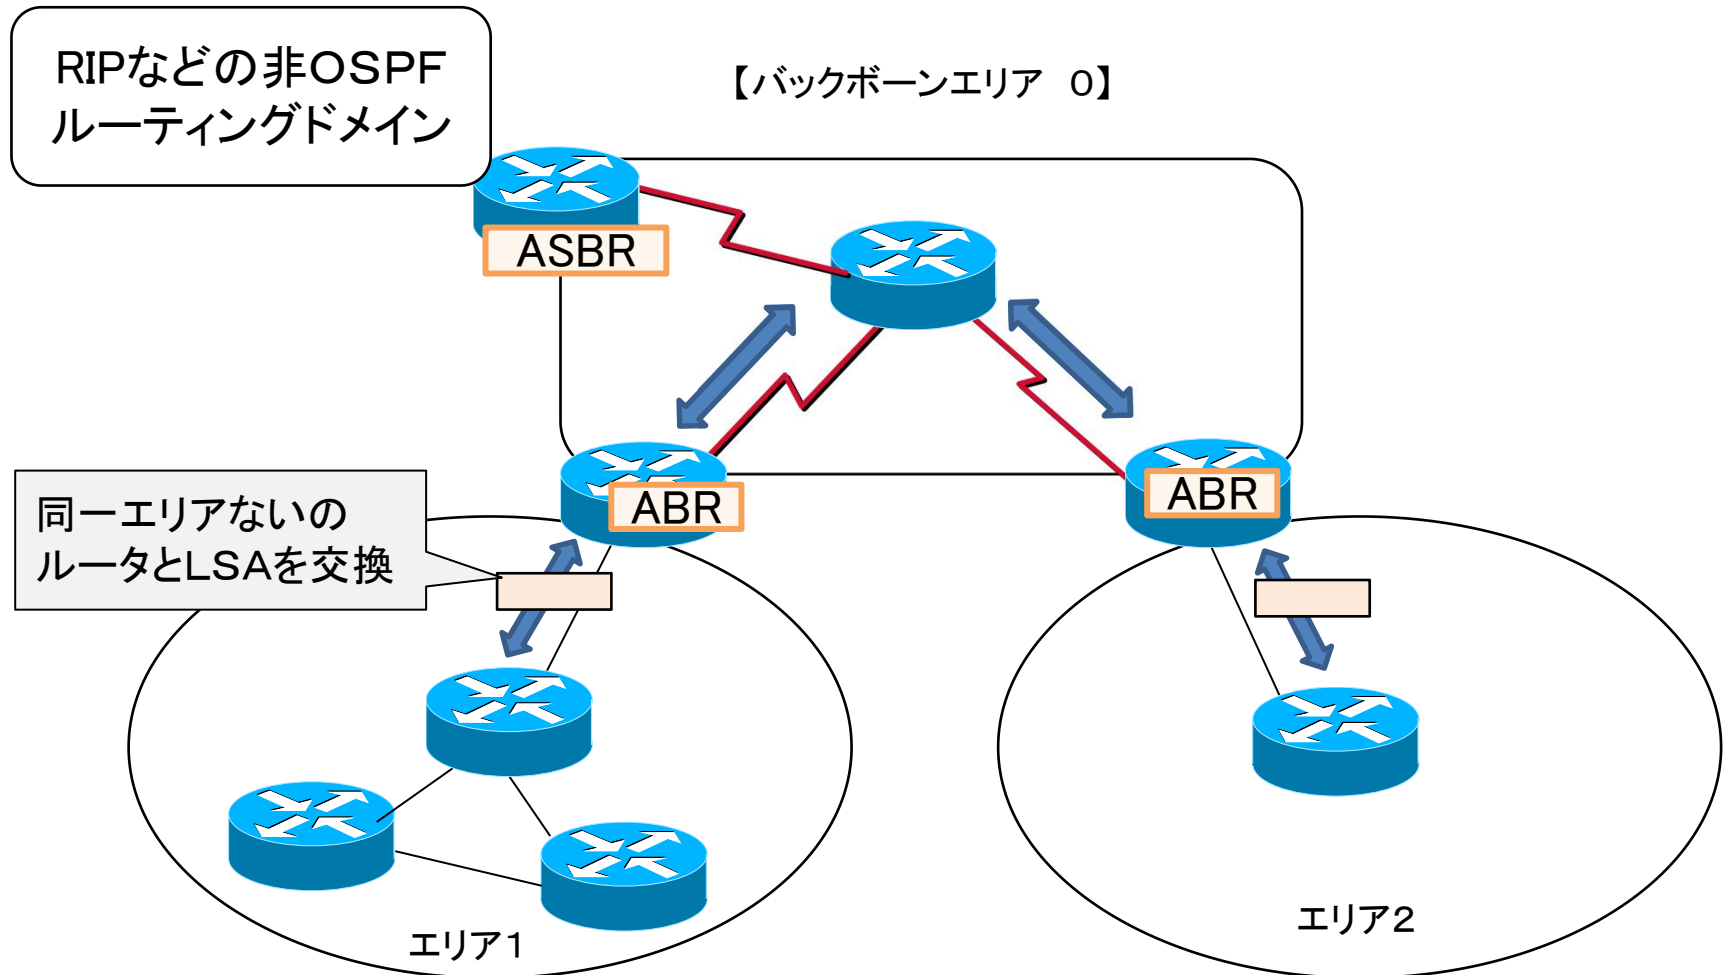 RIPなどの非OSPF
ルーティングドメイン
【バックボーンエリア　0】
ASBR
ABR
ABR
同一エリアないの
ルータとLSAを交換
エリア1
エリア2